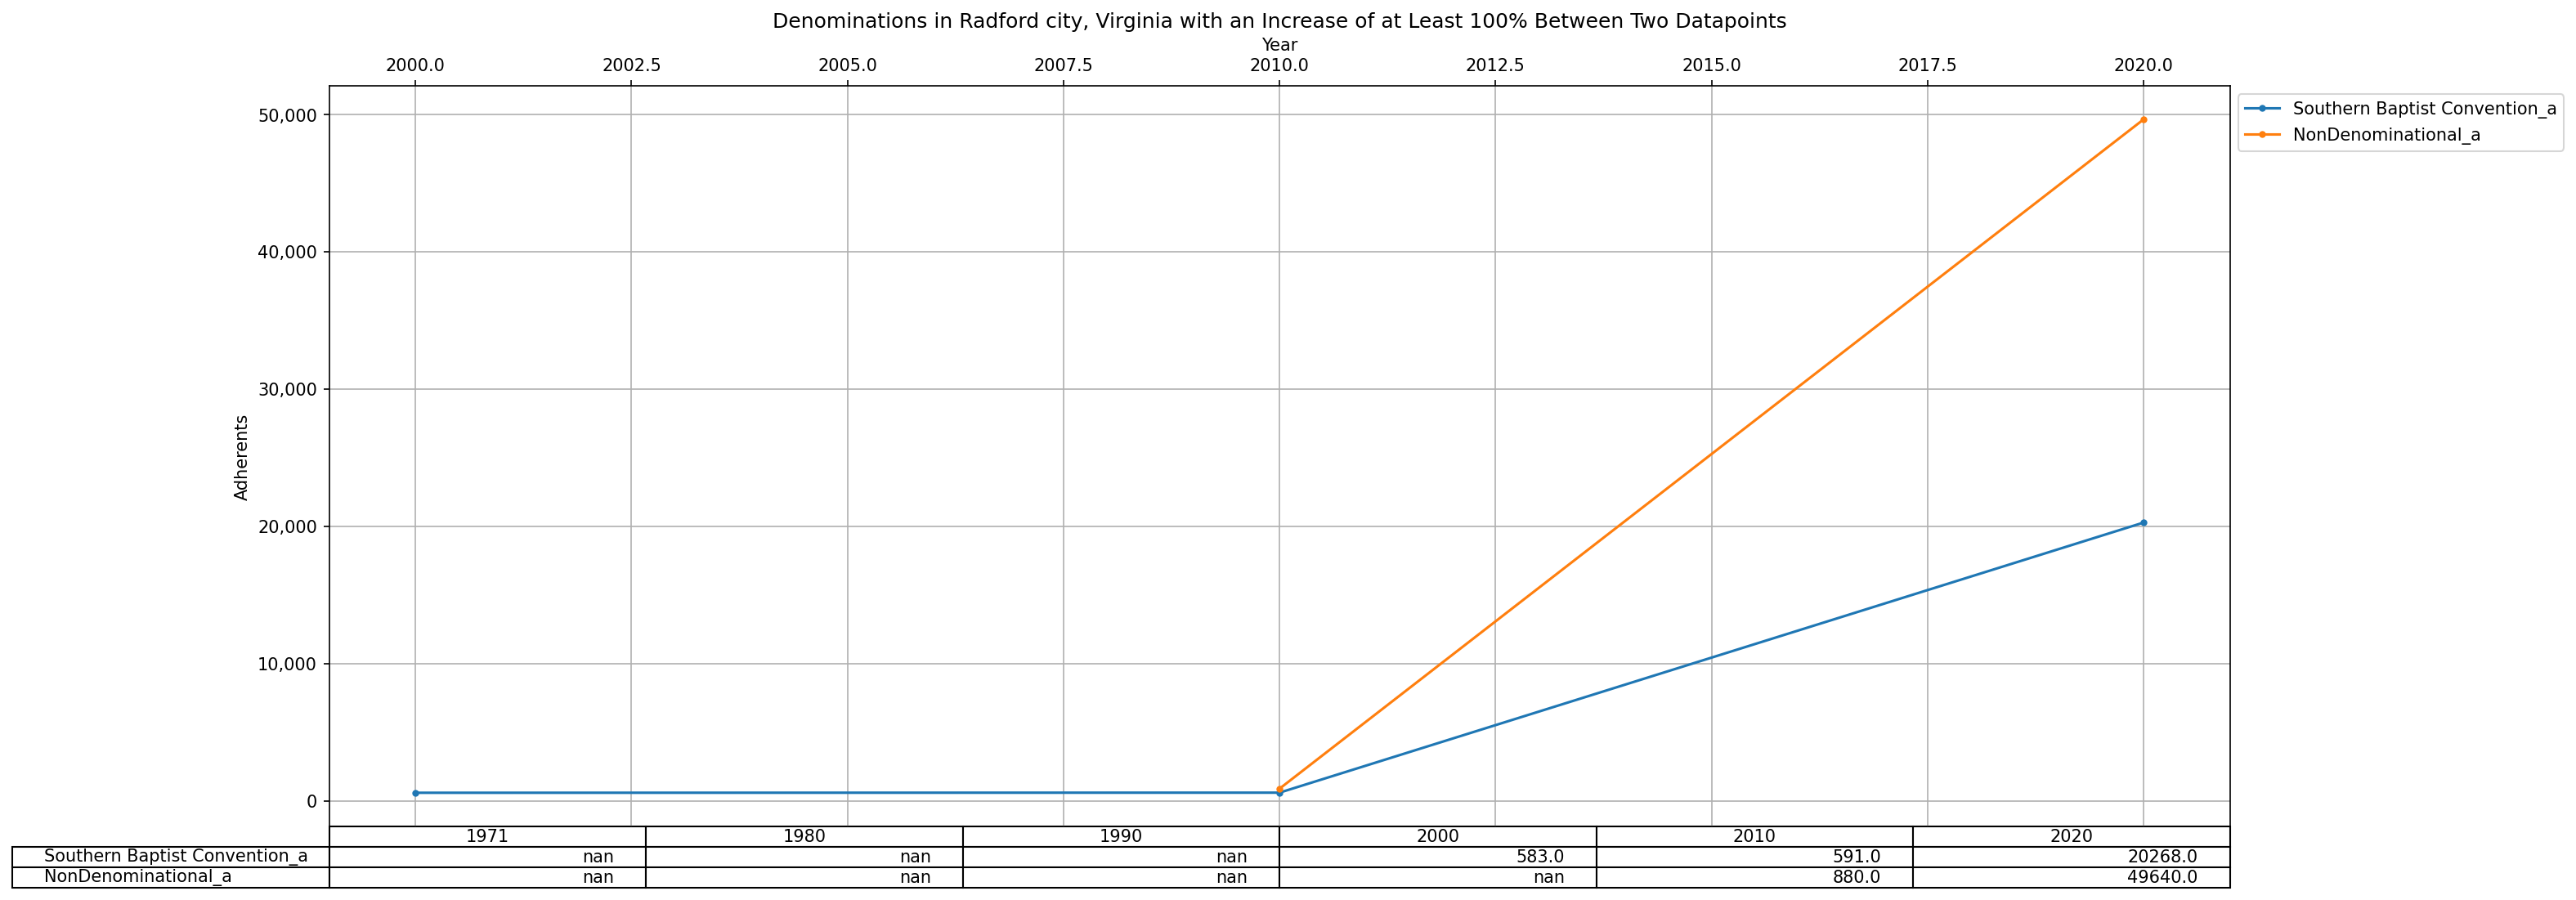 Denominations in Radford city, Virginia with an Increase of at Least 100% Between Two Datapoints
Year
2000.0 2002.5 2005.0 2007.5 2010.0 2012.5 2015.0 2017.5 2020.0
Southern Baptist Convention_a
NonDenominational_a
50,000
40,000
30,000
20,000
10,000
0
Adherents
1971 1980 1990 2000 2010 2020
Southern Baptist Convention_a nan nan nan 583.0 591.0 20268.0
NonDenominational_a nan nan nan nan 880.0 49640.0